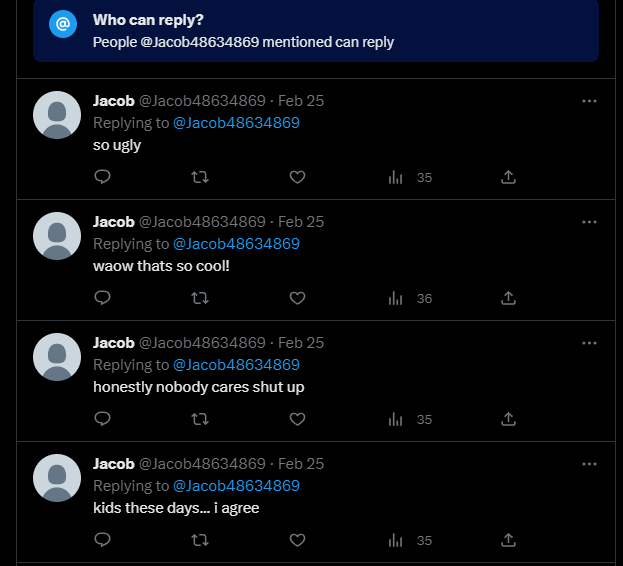 @
Who can reply?
People @Jacob48634869 mentioned can reply
Jacob @Jacob48634869 · Feb 25
Replying to @Jacob48634869
so ugly
35
Jacob @Jacob48634869 · Feb 25
Replying to @Jacob48634869
waow thats so cool!
36
Jacob @Jacob48634869 · Feb 25
Replying to @Jacob48634869
honestly nobody cares shut up
35
Jacob @Jacob48634869 · Feb 25
Replying to @Jacob48634869
kids these days... i agree
35